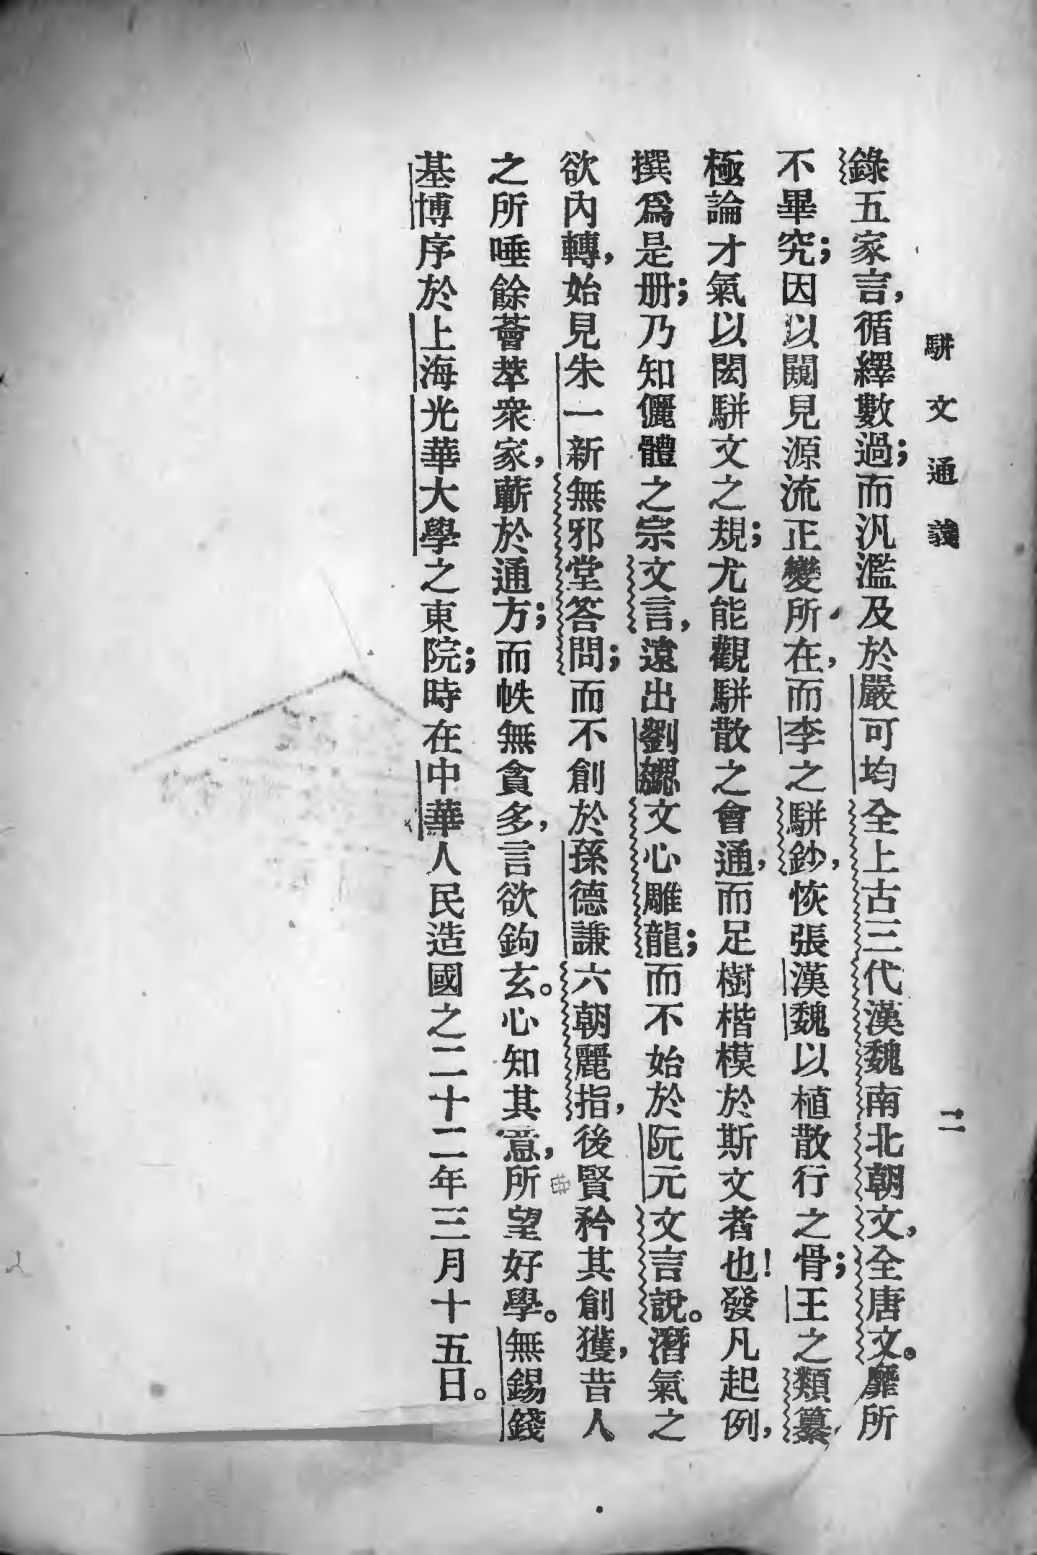 駢文通義
二
錄五家言，循繹數過；而汎濫及於嚴可均全上古三代漢魏南北朝文，全唐文。靡所
不畢究；因以闚見源流正變所在，而李之駢鈔，恢張漢魏以植散行之骨；王之類纂，
極論才氣以閎駢文之規；尤能觀駢散之會通，而足樹楷模於斯文者也！發凡起例，
撰爲是册；乃知儷體之宗文言，遠出劉勰文心雕龍；而不始於阮元文言說。潛氣之
欲內轉，始見朱一新無邪堂答問；而不創於孫德謙六朝麗指，後賢矜其創獲，昔人
之所唾餘薈萃衆家，蘄於通方；而帙無貪多，言欲鉤玄。心知其意，所望好學。無錫錢
基博序於上海光華大學之東院；時在中華人民造國之二十二年三月十五日。